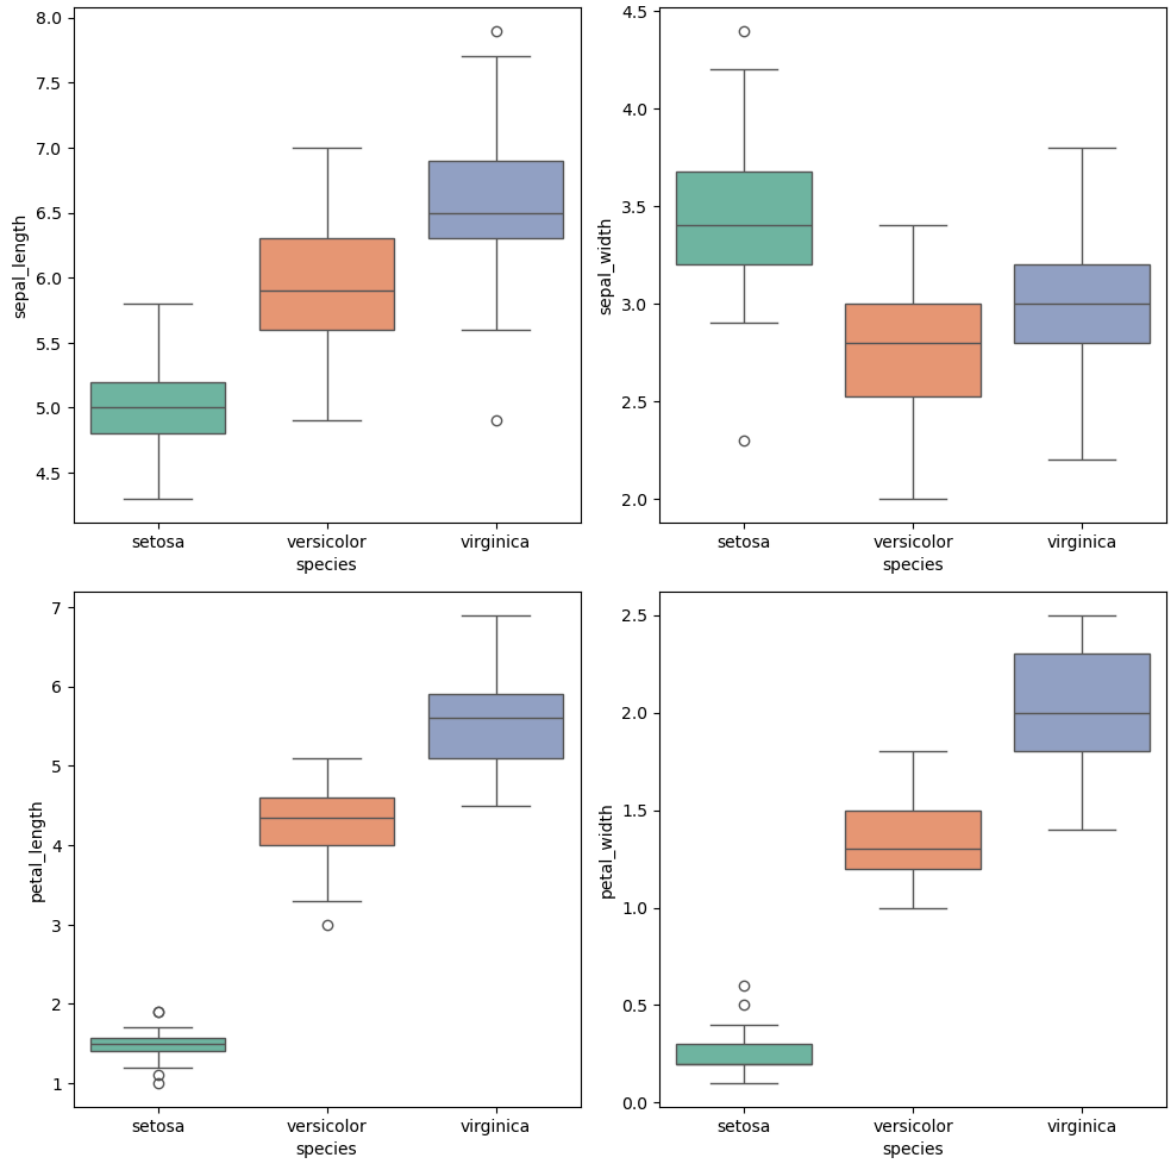 sepal_length
8.0
7.5
7.0
6.5
6.0
5.5
5.0
4.5
setosa versicolor virginica
species
sepal_width
4.5
4.0
3.5
3.0
2.5
2.0
setosa versicolor virginica
species
petal_length
7
6
5
4
3
2
1
setosa versicolor virginica
species
petal_width
2.5
2.0
1.5
1.0
0.5
0.0
setosa versicolor virginica
species